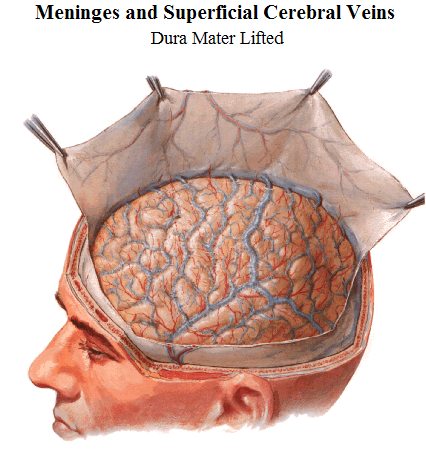 Meninges and Superficial Cerebral Veins
Dura Mater Lifted